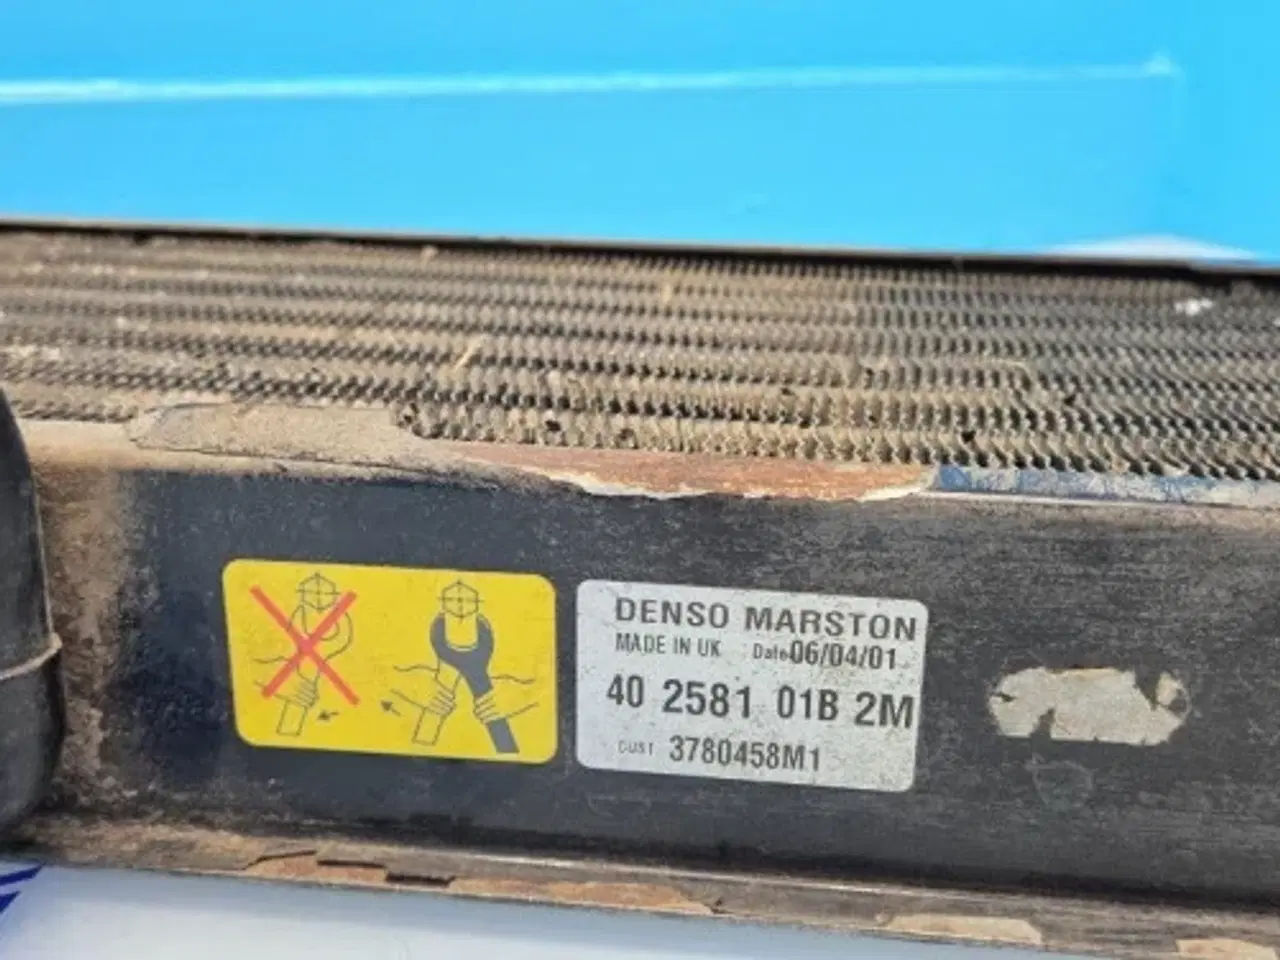 DENSO MARSTON
MADE IN UK Date 06/04/01
40 2581 01B 2M
CUST 3780458M1